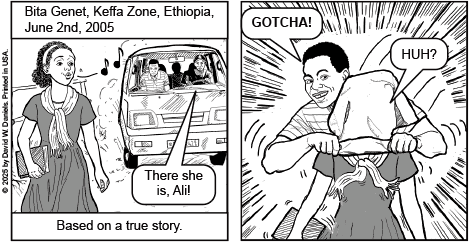 Bita Genet, Keffa Zone, Ethiopia,
June 2nd, 2005
© 2025 by David W. Daniels. Printed in USA.
There she
is, Ali!
Based on a true story.
GOTCHA!
HUH?